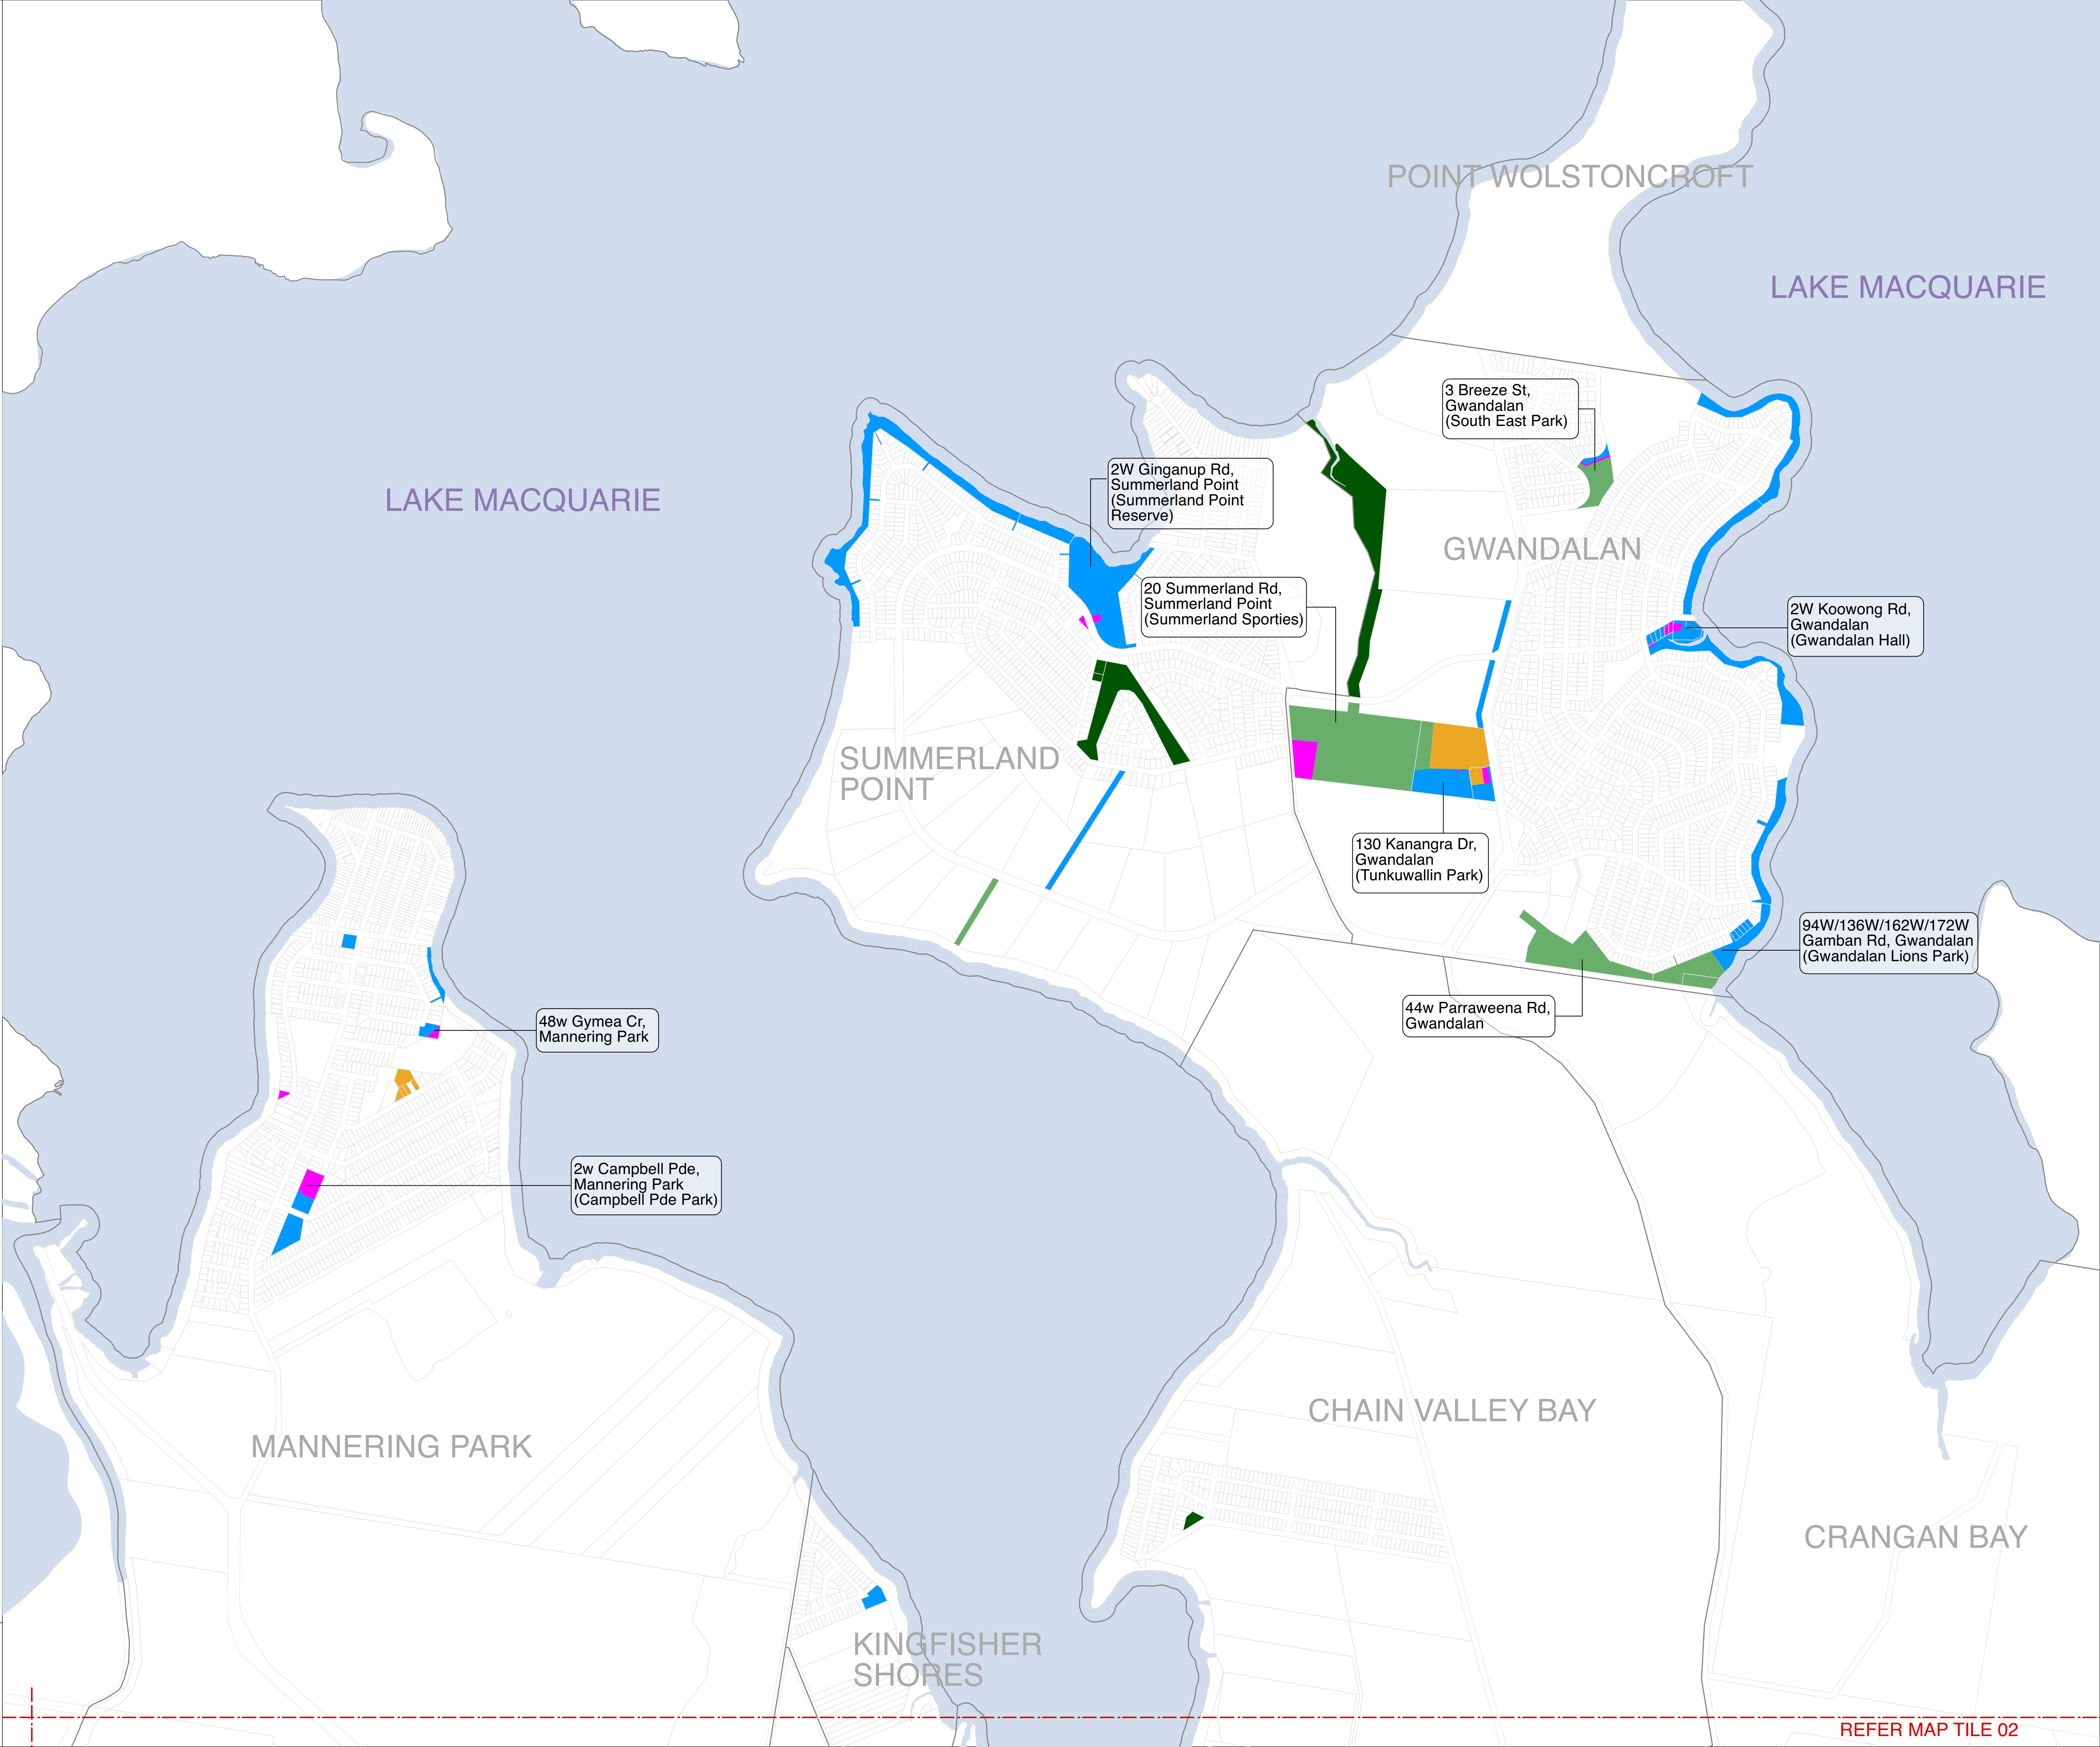 POINT WOLSTONCROFT
LAKE MACQUARIE
3 Breeze St,
Gwandalan
(South East Park)
2W Ginganup Rd,
Summerland Point
(Summerland Point
Reserve)
LAKE MACQUARIE
GWANDALAN
20 Summerland Rd,
Summerland Point
(Summerland Sporties)
2W Koowong Rd,
Gwandalan
(Gwandalan Hall)
SUMMERLAND
POINT
130 Kanangra Dr,
Gwandalan
(Tunkuwallin Park)
94W/136W/162W/172W
Gamban Rd, Gwandalan
(Gwandalan Lions Park)
44w Parraweena Rd,
Gwandalan
48w Gymea Cr,
Mannering Park
2w Campbell Pde,
Mannering Park
(Campbell Pde Park)
CHAIN VALLEY BAY
MANNERING PARK
CRANGAN BAY
KINGFISHER
SHORES
REFER MAP TILE 02